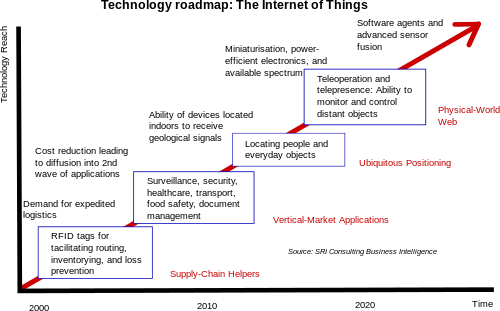 Technology roadmap: The Internet of Things
Technology Reach
Software agents and
advanced sensor
fusion
Miniaturisation, power-
efficient electronics, and
available spectrum
Teleoperation and
telepresence: Ability to
monitor and control
distant objects
Physical-World
Web
Ability of devices located
indoors to receive
geological signals
Locating people and
everyday objects
Ubiquitous Positioning
Cost reduction leading
to diffusion into 2nd
wave of applications
Surveillance, security,
healthcare, transport,
food safety, document
management
Vertical-Market Applications
Demand for expedited
logistics
RFID tags for
tacilitating routing,
inventorying, and loss
prevention
Supply-Chain Helpers
Source: SRI Consulting Business Intelligence
2000
2010
2020
Time